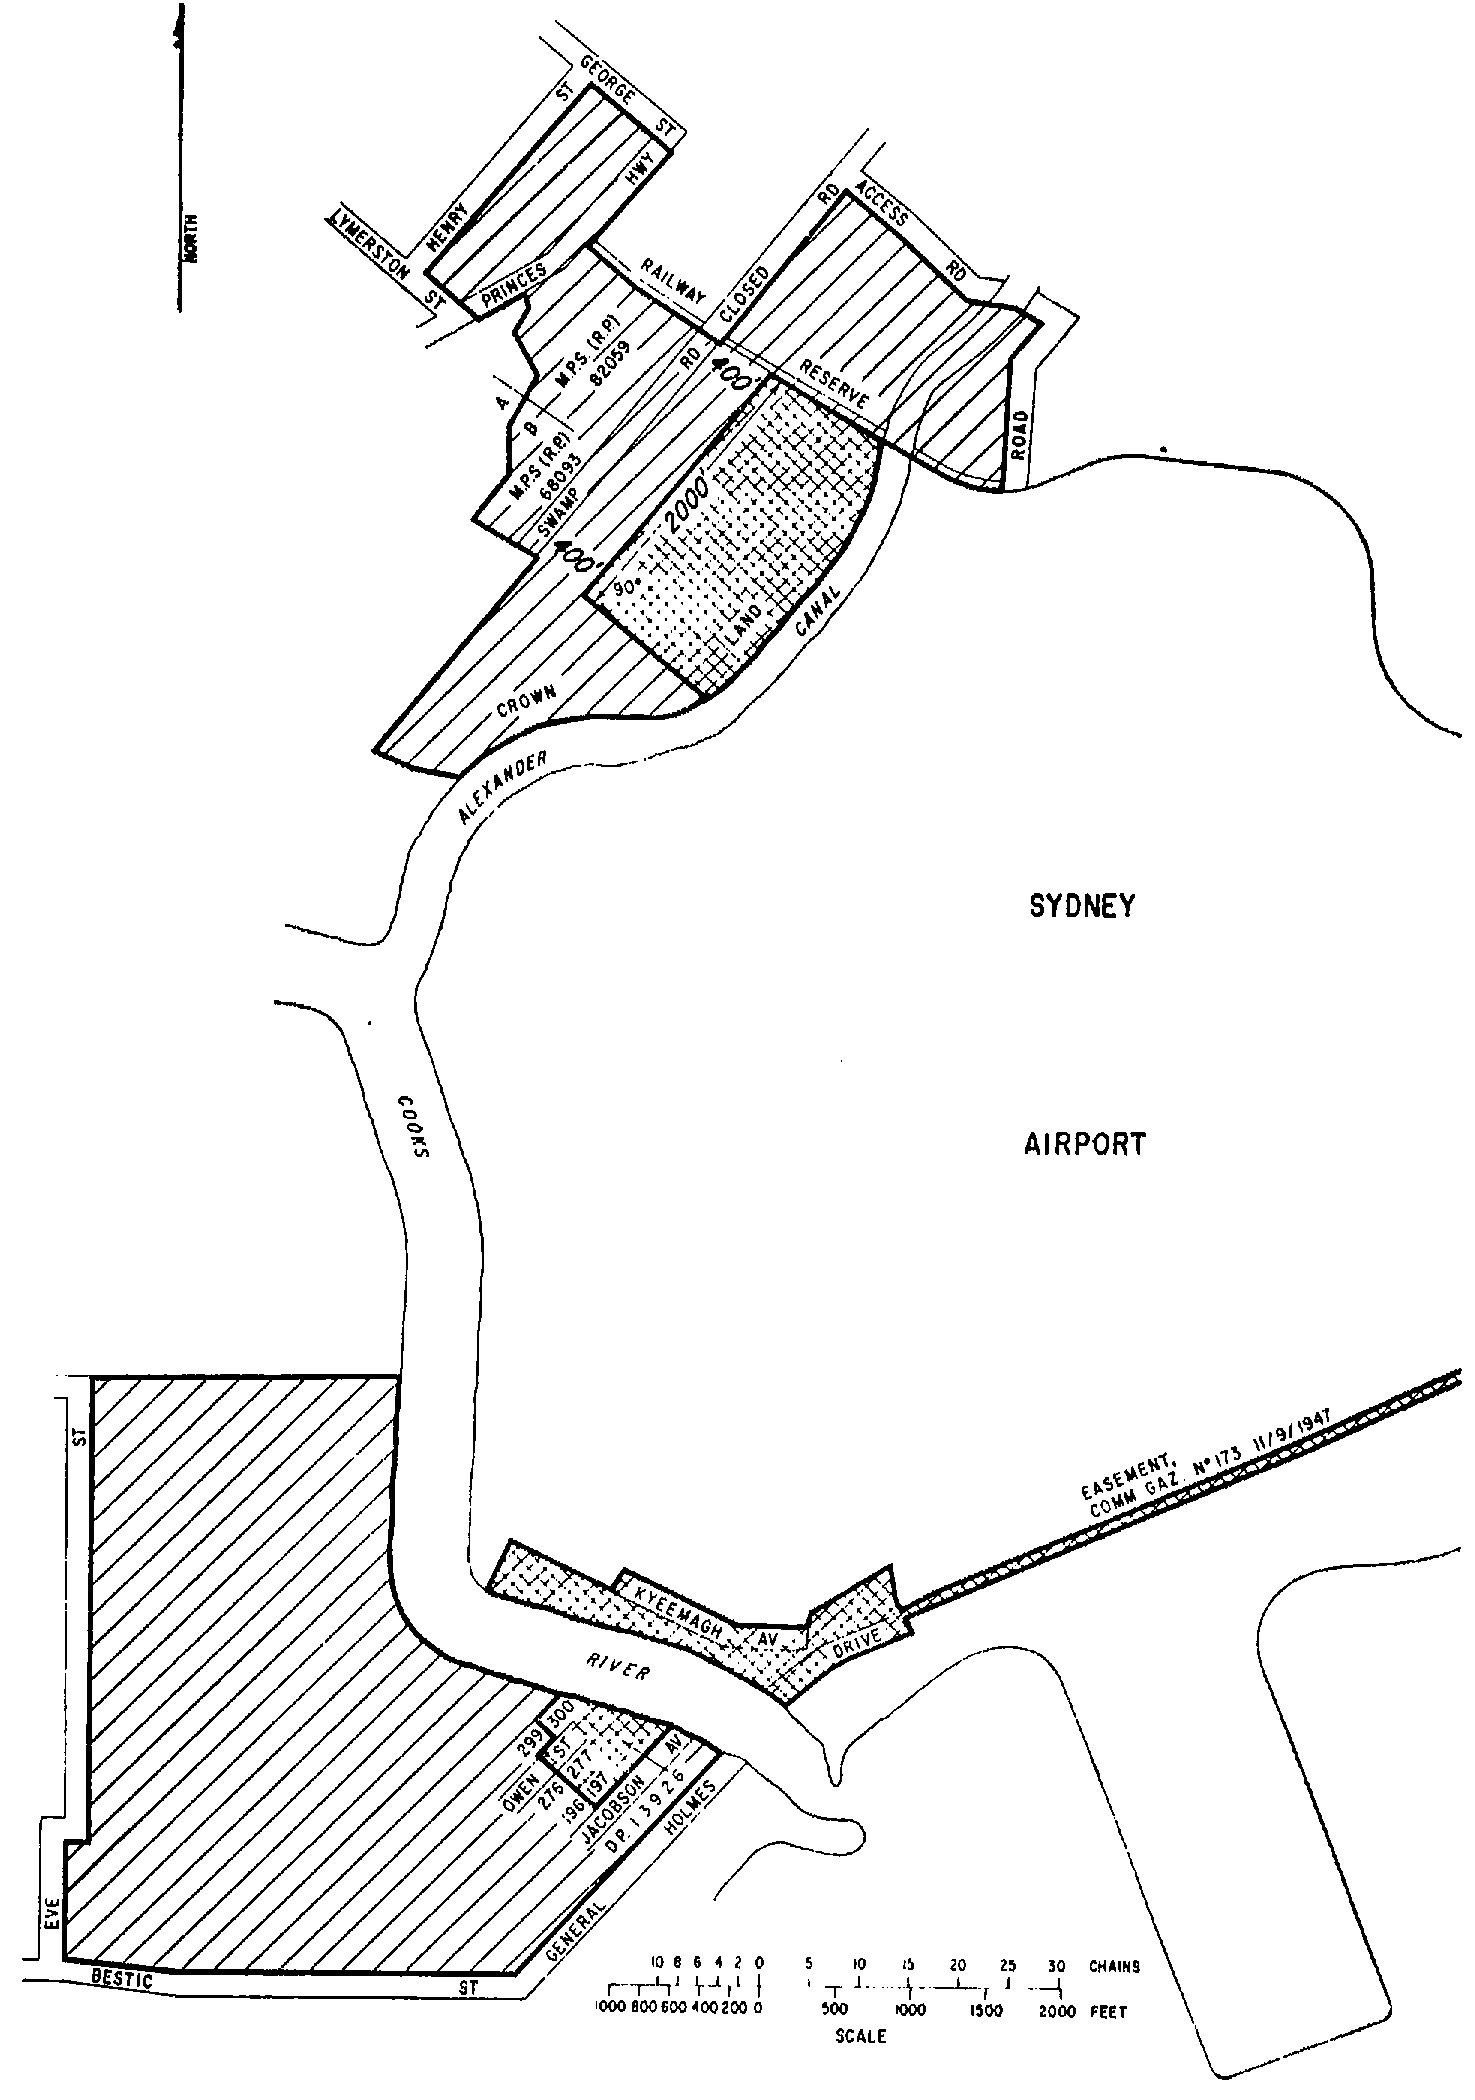 NORTH
GEORGE ST
HENRY ST
LYMERSTON ST
PRINCES HWY
RAILWAY RESERVE
CLOSED RD
ACCESS RD
ROAD
M.P.S. (R.P.)
82059
RD
400'
A
B
M.P.S (R.P.)
68093
SWAMP
2000'
400'
90°
LAND
CANAL
CROWN
ALEXANDER
SYDNEY
AIRPORT
COOKS
ST
EASEMENT,
COMM GAZ. Nº 173 11/9/1947
KYEEMAGH AV
DRIVE
RIVER
300
299
ST
277
OWEN
276
197
196
AV
JACOBSON
D.P. 13926
HOLMES
GENERAL
EVE
BESTIC ST
10 8 6 4 2 0 5 10 15 20 25 30 CHAINS
1000 800 600 400 200 0 500 1000 1500 2000 FEET
SCALE